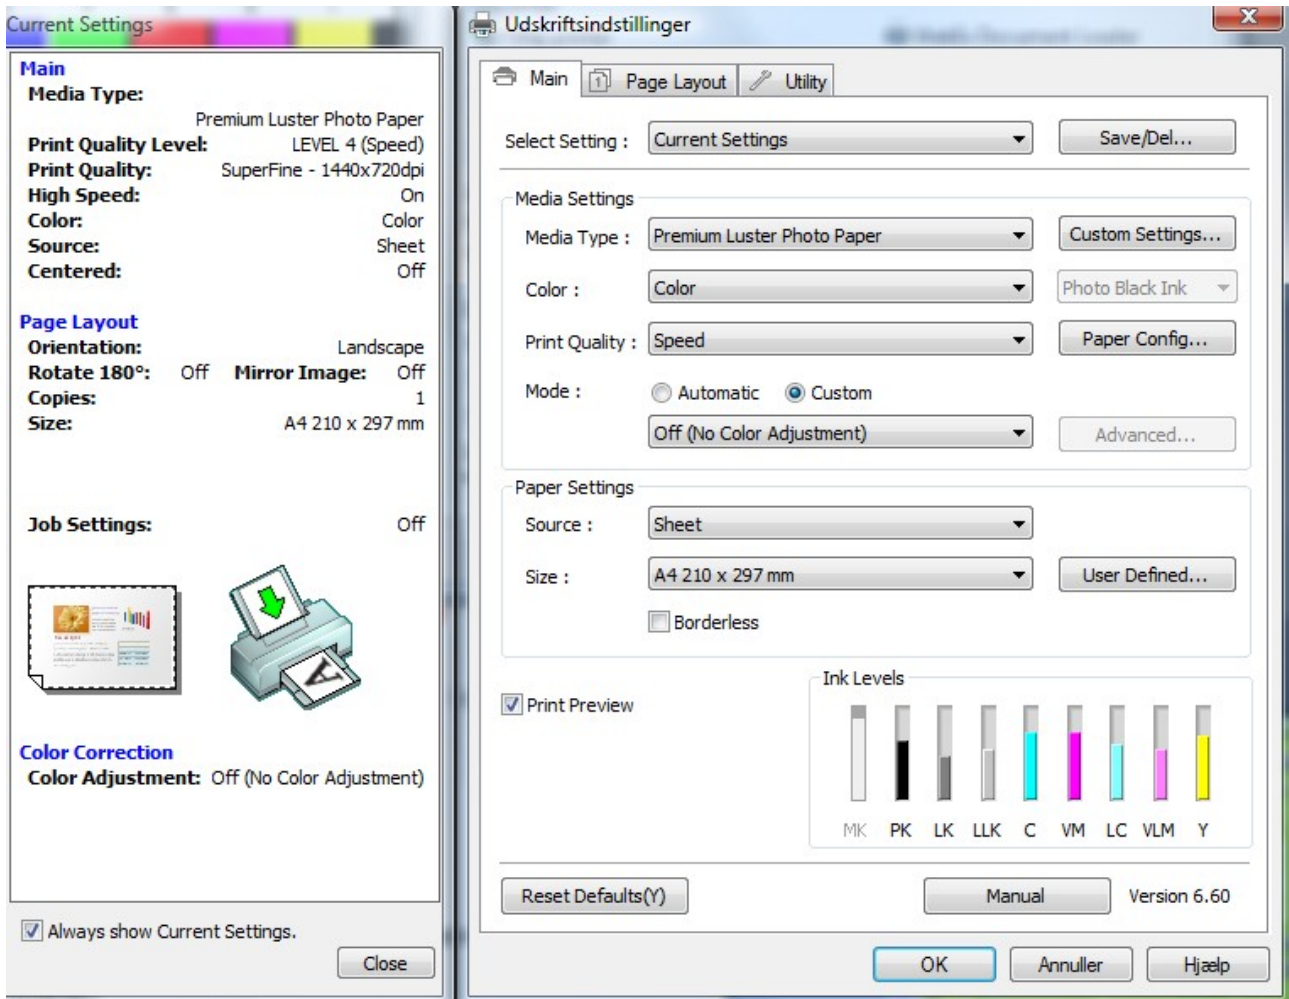 Current Settings
Main
Media Type:
Premium Luster Photo Paper
Print Quality Level: LEVEL 4 (Speed)
Print Quality: SuperFine - 1440x720dpi
High Speed: On
Color: Color
Source: Sheet
Centered: Off
Page Layout
Orientation: Landscape
Rotate 180°: Off Mirror Image: Off
Copies: 1
Size: A4 210 x 297 mm
Job Settings: Off
A
Color Correction
Color Adjustment: Off (No Color Adjustment)
Always show Current Settings.
Close
Udskriftsindstillinger
Main 1 Page Layout Utility
Select Setting : Current Settings Save/Del...
Media Settings
Media Type : Premium Luster Photo Paper Custom Settings...
Color : Color Photo Black Ink
Print Quality : Speed Paper Config...
Mode : Automatic Custom
Off (No Color Adjustment) Advanced...
Paper Settings
Source : Sheet
Size : A4 210 x 297 mm User Defined...
Borderless
Print Preview
Ink Levels
MK PK LK LLK C VM LC VLM Y
Reset Defaults(Y) Manual Version 6.60
OK Annuller Hjælp